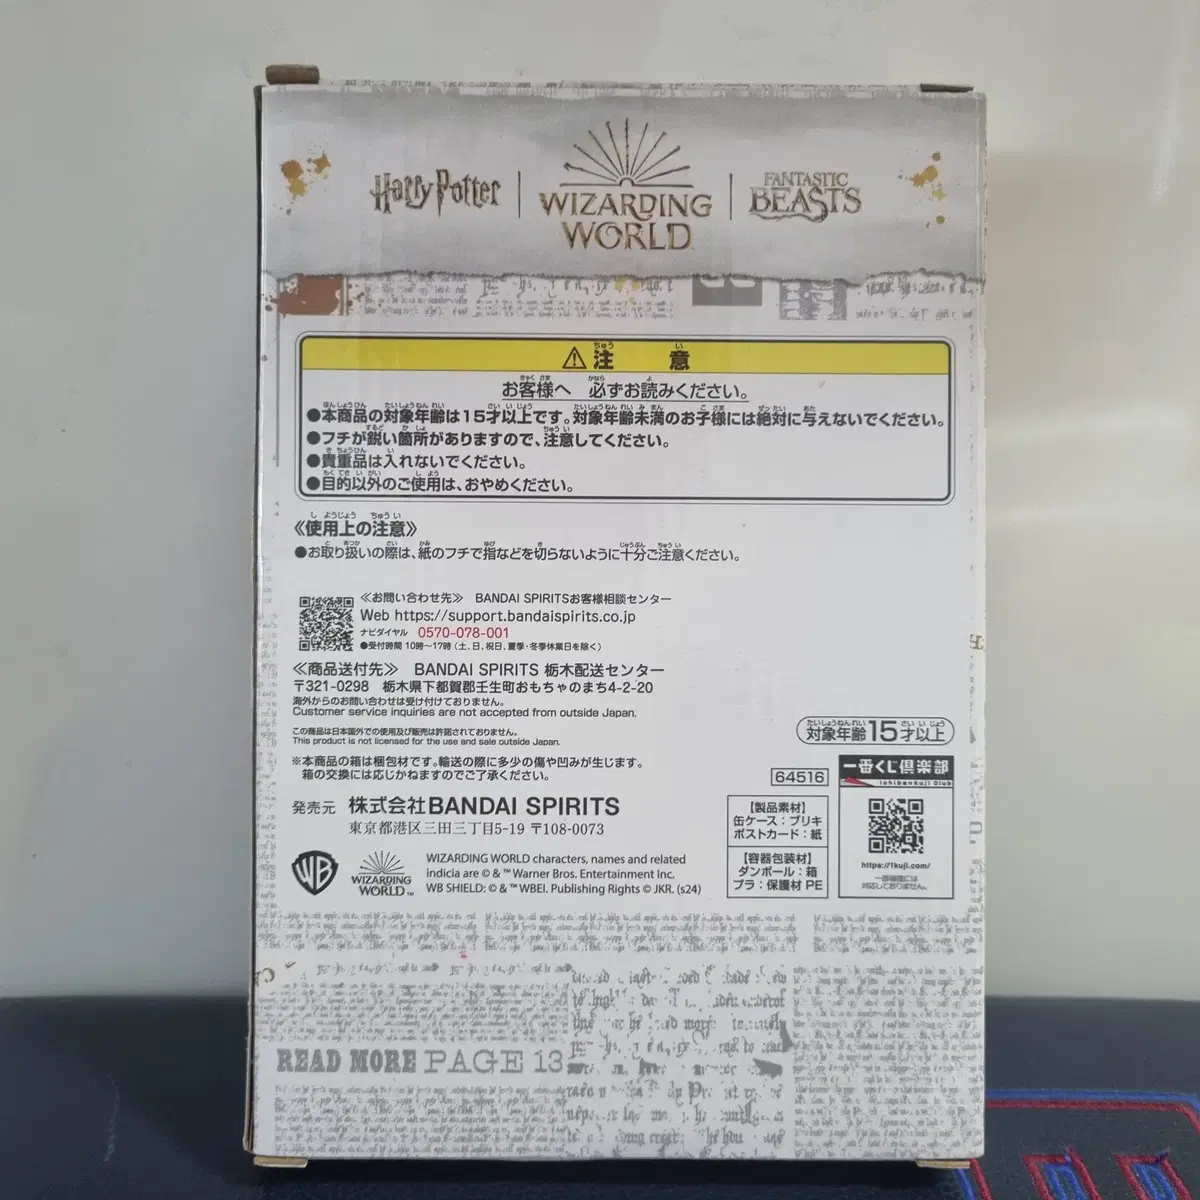 Harry Potter
WIZARDING WORLD
FANTASTIC BEASTS
⚠注意
お客様へ 必ずお読みください。
●本商品の対象年齢は15才以上です。対象年齢未満のお子様には絶対に与えないでください。
●フチが鋭い箇所がありますので、注意してください。
●貴重品は入れないでください。
●目的以外のご使用は、おやめください。
《使用上の注意》
●お取り扱いの際は、紙のフチで指などを切らないように十分ご注意ください。
≪お問い合わせ先≫ BANDAI SPIRITSお客様相談センター
Web https://support.bandaispirits.co.jp
ナビダイヤル 0570-078-001
●受付時間 10時~17時(土、日、祝日、夏季・冬季休業日を除く)
≪商品送付先≫ BANDAI SPIRITS 栃木配送センター
〒321-0298 栃木県下都賀郡壬生町おもちゃのまち4-2-20
海外からのお問い合わせは受け付けておりません。
Customer service inquiries are not accepted from outside Japan.
この商品は日本国外での使用及び販売は許諾されておりません。
This product is not licensed for the use and sale outside Japan.
※本商品の箱は梱包材です。輸送の際に多少の傷や凹みが生じます。
箱の交換には応じかねますのでご了承ください。
対象年齢15才以上
64516
発売元 株式会社BANDAI SPIRITS
東京都港区三田三丁目5-19 〒108-0073
WB
WIZARDING WORLD™
WIZARDING WORLD characters, names and related
indicia are © & ™ Warner Bros. Entertainment Inc.
WB SHIELD: © & ™ WBEI. Publishing Rights © JKR. (s24)
【製品素材】
缶ケース：ブリキ
ポストカード：紙
【容器包装材】
ダンボール：箱
プラ：保護材 PE
一番くじ倶楽部
Ichibankuji Club
https://1kuji.com/
一部機種には
対応しておりません。
READ MORE PAGE 13